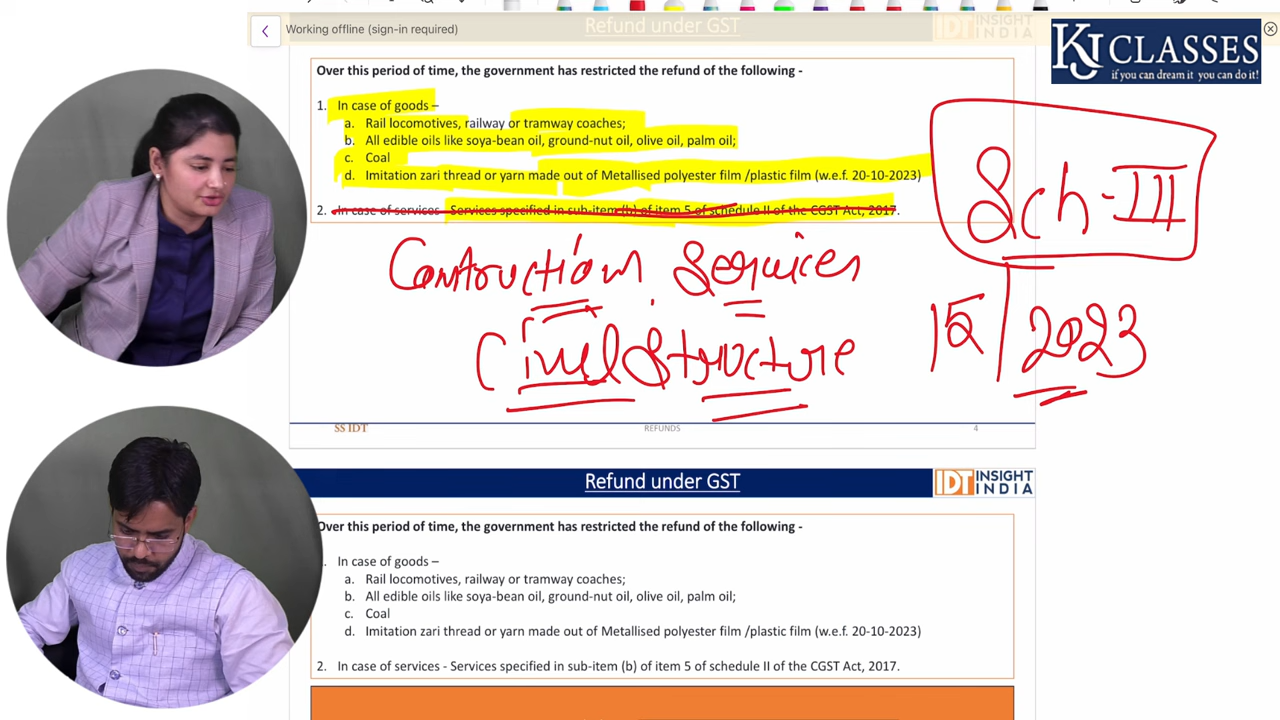 Working offline (sign-in required)
Refund under GST
IDT INSIGHT INDIA
KJ CLASSES
if you can dream it you can do it!
Over this period of time, the government has restricted the refund of the following -
1. In case of goods –
a. Rail locomotives, railway or tramway coaches;
b. All edible oils like soya-bean oil, ground-nut oil, olive oil, palm oil;
c. Coal
d. Imitation zari thread or yarn made out of Metallised polyester film /plastic film (w.e.f. 20-10-2023)
2. In case of services - Services specified in sub-item (b) of item 5 of schedule II of the CGST Act, 2017.
Sch-III
Contruction Services
Civil Structure
15 2023
SS IDT
REFUNDS
4
Refund under GST
IDT INSIGHT INDIA
Over this period of time, the government has restricted the refund of the following -
In case of goods –
a. Rail locomotives, railway or tramway coaches;
b. All edible oils like soya-bean oil, ground-nut oil, olive oil, palm oil;
c. Coal
d. Imitation zari thread or yarn made out of Metallised polyester film /plastic film (w.e.f. 20-10-2023)
2. In case of services - Services specified in sub-item (b) of item 5 of schedule II of the CGST Act, 2017.